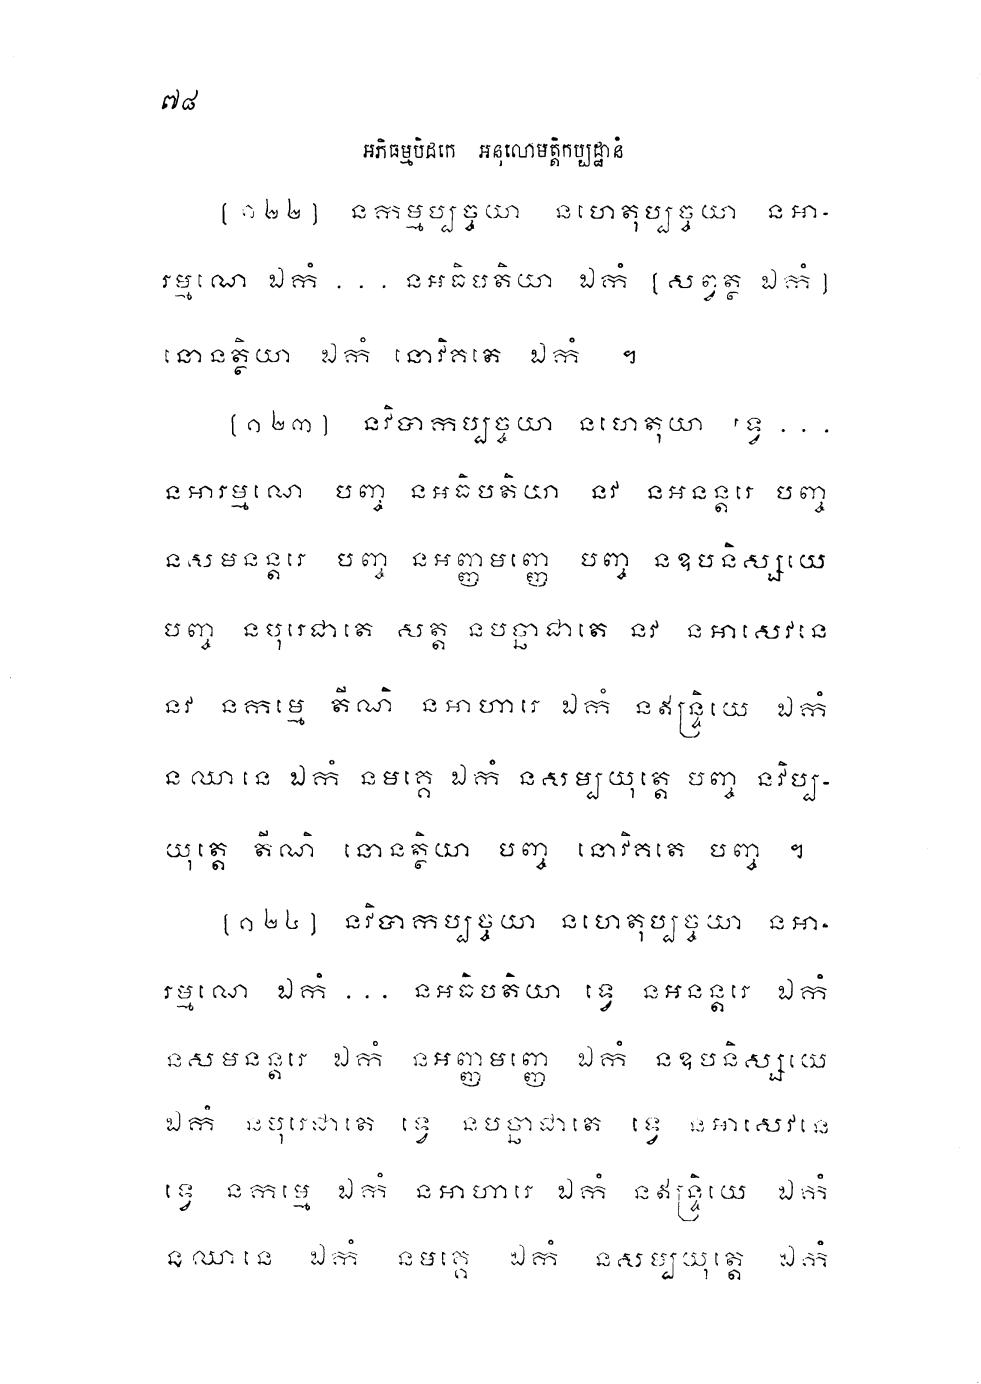 ៧៨
អភិធម្មបិដកេ អនុលោមត្តិកប្បដ្ឋានំ
[១២២] នកម្មប្បច្ចយា នហេតុប្បច្ចយា នអា-
រម្មណេ ឯកំ ... នអធិបតិយា ឯកំ [សព្វត្ថ ឯកំ]
នោនត្ថិយា ឯកំ នោវិគតេ ឯកំ ។
[១២៣] នវិបាកប្បច្ចយា នហេតុយា ទ្វេ ...
នអារម្មណេ បញ្ច នអធិបតិយា នវ នអនន្តរេ បញ្ច
នសមនន្តរេ បញ្ច នអញ្ញមញ្ញេ បញ្ច នឧបនិស្សយេ
បញ្ច នបុរេជាតេ សត្ត នបច្ឆាជាតេ នវ នអាសេវនេ
នវ នកម្មេ តីណិ នអាហារេ ឯកំ នឥន្ទ្រិយេ ឯកំ
នឈានេ ឯកំ នមគ្គេ ឯកំ នសម្បយុត្តេ បញ្ច នវិប្ប-
យុត្តេ តីណិ នោនត្ថិយា បញ្ច នោវិគតេ បញ្ច ។
[១២៤] នវិបាកប្បច្ចយា នហេតុប្បច្ចយា នអា-
រម្មណេ ឯកំ ... នអធិបតិយា ទ្វេ នអនន្តរេ ឯកំ
នសមនន្តរេ ឯកំ នអញ្ញមញ្ញេ ឯកំ នឧបនិស្សយេ
ឯកំ នបុរេជាតេ ទ្វេ នបច្ឆាជាតេ ទ្វេ នអាសេវនេ
ទ្វេ នកម្មេ ឯកំ នអាហារេ ឯកំ នឥន្ទ្រិយេ ឯកំ
នឈានេ ឯកំ នមគ្គេ ឯកំ នសម្បយុត្តេ ឯកំ